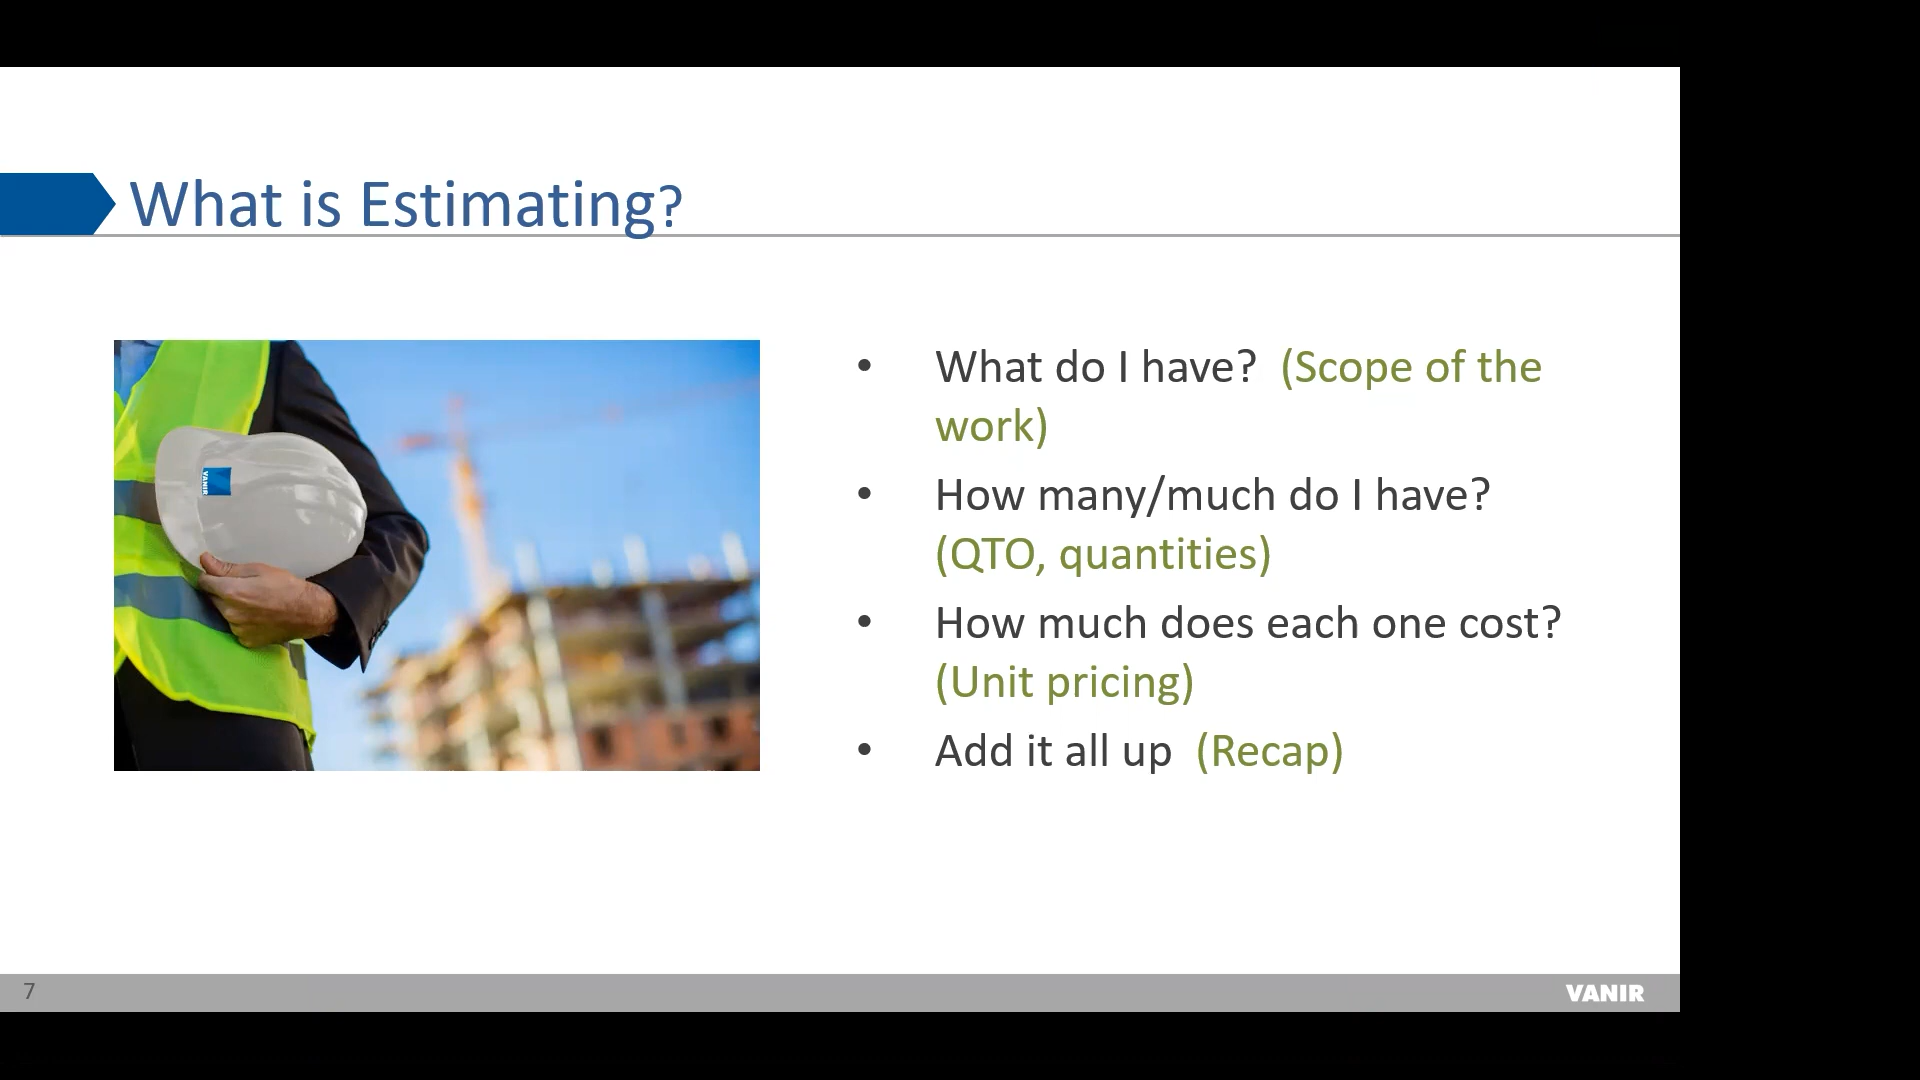 What is Estimating?
VANIR
• What do I have?  (Scope of the
work)
• How many/much do I have?
(QTO, quantities)
• How much does each one cost?
(Unit pricing)
• Add it all up  (Recap)
7
VANIR